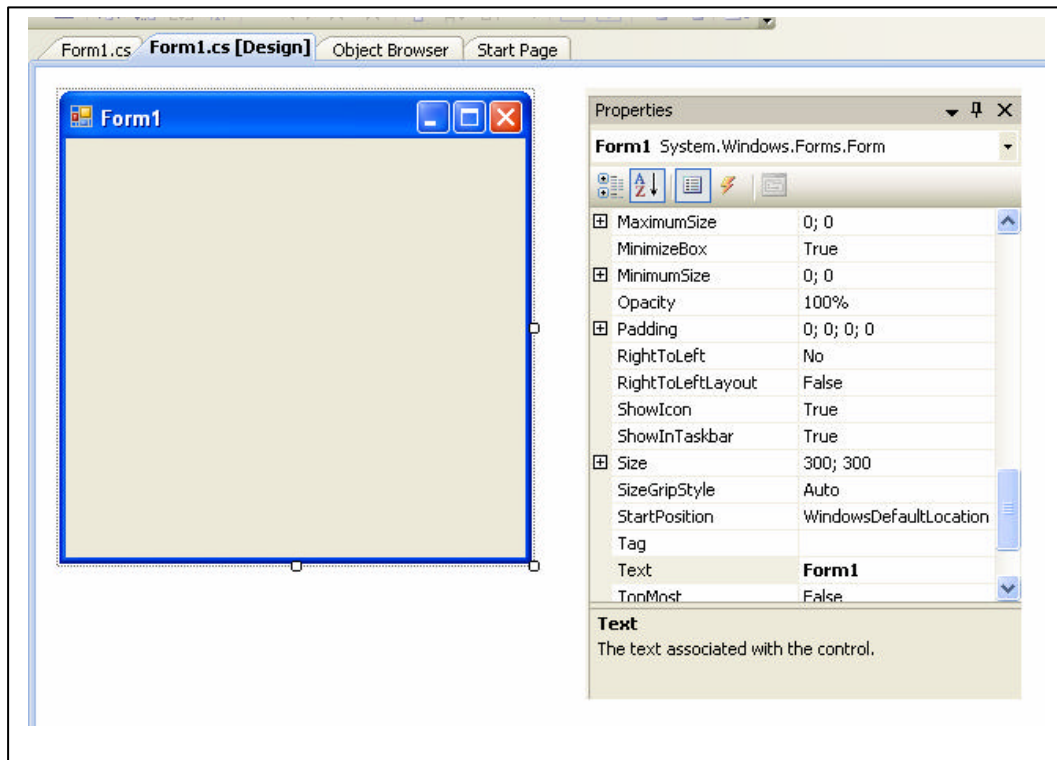 Form1.cs Form1.cs [Design] Object Browser Start Page
Form1
Properties
Form1 System.Windows.Forms.Form
MaximumSize 0; 0
MinimizeBox True
MinimumSize 0; 0
Opacity 100%
Padding 0; 0; 0; 0
RightToLeft No
RightToLeftLayout False
ShowIcon True
ShowInTaskbar True
Size 300; 300
SizeGripStyle Auto
StartPosition WindowsDefaultLocation
Tag
Text Form1
TopMost False
Text
The text associated with the control.